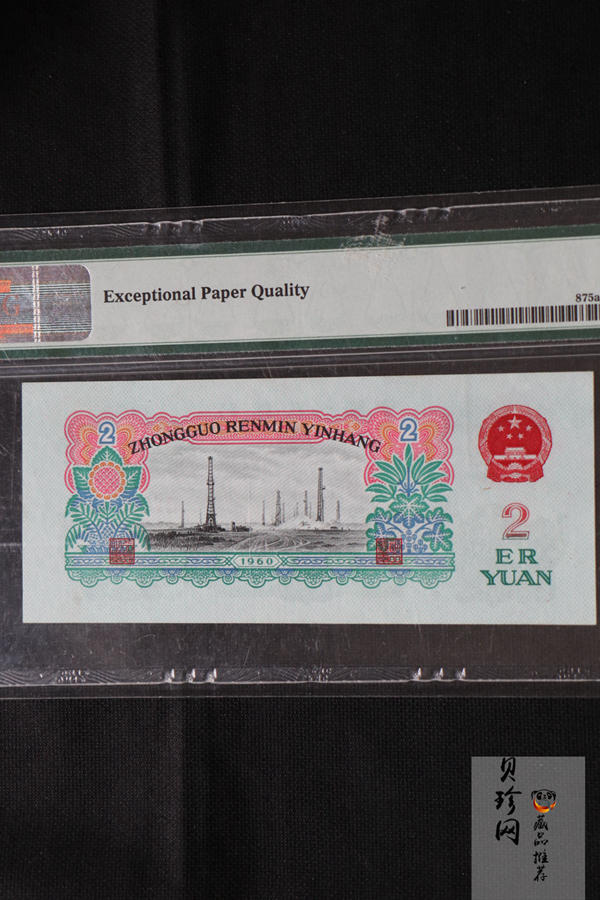 Exceptional Paper Quality
875a
2
2
ZHONGGUO RENMIN YINHANG
1960
2
ER
YUAN
贝珍网
藏品推荐